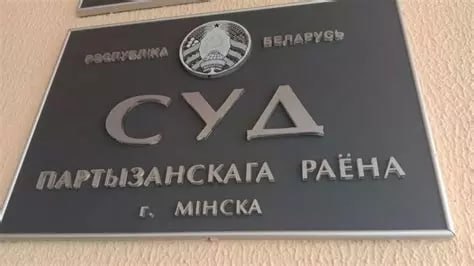 РЭСПУБЛІКА БЕЛАРУСЬ
СУД
ПАРТЫЗАНСКАГА РАЁНА
г. МІНСКА